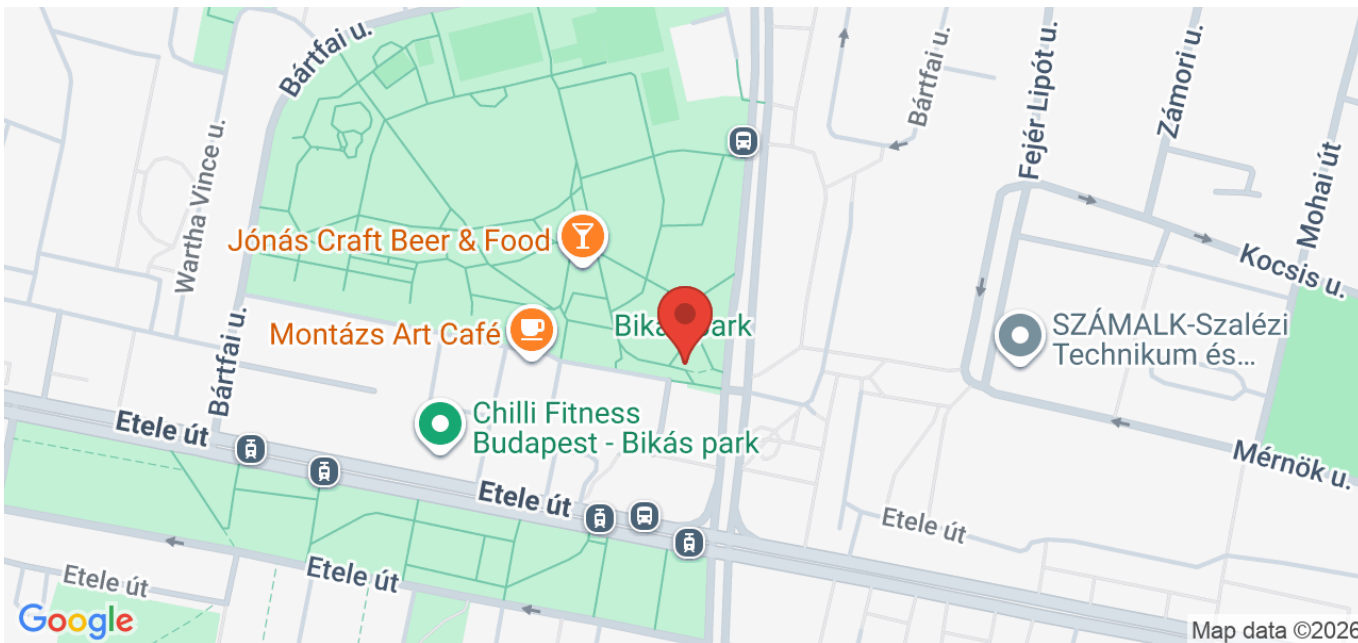 Bártfai u.
Bártfai u.
Fejér Lipót u.
Zámori u.
Mohai út
Wartha Vince u.
Jónás Craft Beer & Food
Kocsis u.
Montázs Art Café
SZÁMALK-Szalézi
Technikum és...
Bártfai u.
Chilli Fitness
Budapest - Bikás park
Etele út
Mérnök u.
Etele út
Etele út
Etele út
Etele út
Google
Map data ©2026